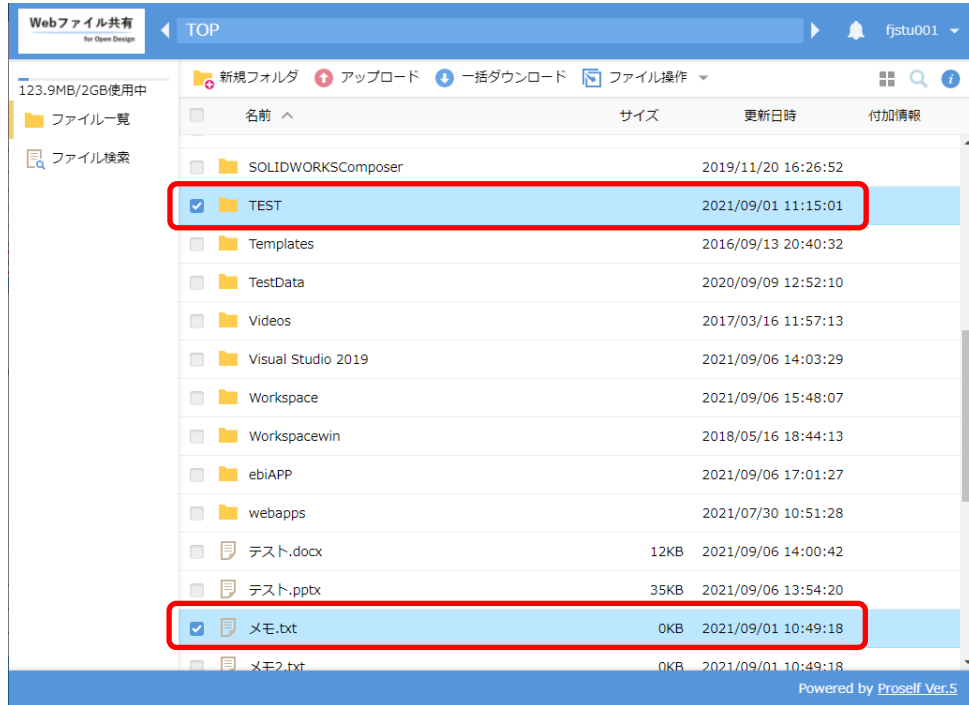 Webファイル共有
for Open Design
TOP
fjstu001
123.9MB/2GB使用中
ファイル一覧
ファイル検索
新規フォルダ アップロード 一括ダウンロード ファイル操作
名前 サイズ 更新日時 付加情報
SOLIDWORKSComposer 2019/11/20 16:26:52
TEST 2021/09/01 11:15:01
Templates 2016/09/13 20:40:32
TestData 2020/09/09 12:52:10
Videos 2017/03/16 11:57:13
Visual Studio 2019 2021/09/06 14:03:29
Workspace 2021/09/06 15:48:07
Workspacewin 2018/05/16 18:44:13
ebiAPP 2021/09/06 17:01:27
webapps 2021/07/30 10:51:28
テスト.docx 12KB 2021/09/06 14:00:42
テスト.pptx 35KB 2021/09/06 13:54:20
メモ.txt 0KB 2021/09/01 10:49:18
メモ2.txt 0KB 2021/09/01 10:49:18
Powered by Proself Ver.5